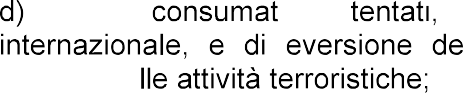 d) consumat tentati,
internazionale, e di eversione de
lle attività terroristiche;